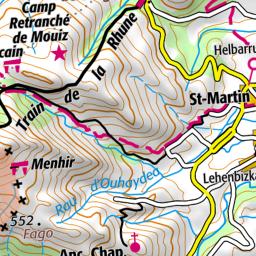 Camp
Retranché
de Mouiz
cain
Train de la Rhune
Helbarru
St-Martin
Menhir
Lehenbizka
Rau d'Ouhaydea
552
Fago
Anc. Chap.